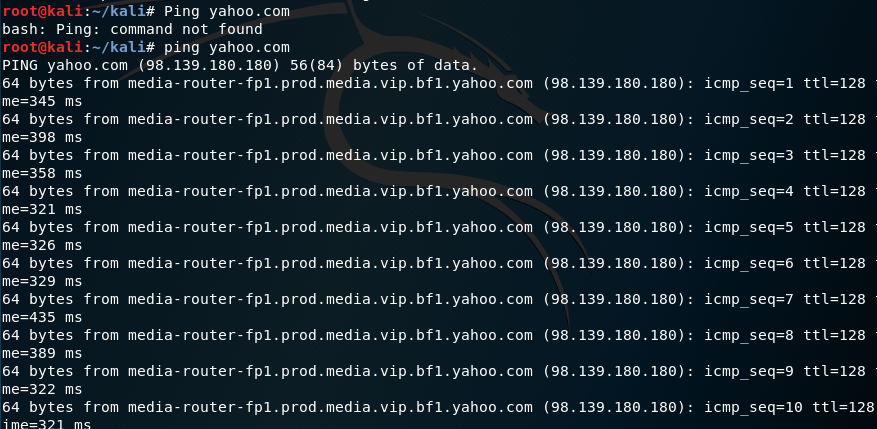 root@kali:~/kali# Ping yahoo.com
bash: Ping: command not found
root@kali:~/kali# ping yahoo.com
PING yahoo.com (98.139.180.180) 56(84) bytes of data.
64 bytes from media-router-fp1.prod.media.vip.bf1.yahoo.com (98.139.180.180): icmp_seq=1 ttl=128
me=345 ms
64 bytes from media-router-fp1.prod.media.vip.bf1.yahoo.com (98.139.180.180): icmp_seq=2 ttl=128
me=398 ms
64 bytes from media-router-fp1.prod.media.vip.bf1.yahoo.com (98.139.180.180): icmp_seq=3 ttl=128
me=358 ms
64 bytes from media-router-fp1.prod.media.vip.bf1.yahoo.com (98.139.180.180): icmp_seq=4 ttl=128
me=321 ms
64 bytes from media-router-fp1.prod.media.vip.bf1.yahoo.com (98.139.180.180): icmp_seq=5 ttl=128
me=326 ms
64 bytes from media-router-fp1.prod.media.vip.bf1.yahoo.com (98.139.180.180): icmp_seq=6 ttl=128
me=329 ms
64 bytes from media-router-fp1.prod.media.vip.bf1.yahoo.com (98.139.180.180): icmp_seq=7 ttl=128
me=435 ms
64 bytes from media-router-fp1.prod.media.vip.bf1.yahoo.com (98.139.180.180): icmp_seq=8 ttl=128
me=389 ms
64 bytes from media-router-fp1.prod.media.vip.bf1.yahoo.com (98.139.180.180): icmp_seq=9 ttl=128
me=322 ms
64 bytes from media-router-fp1.prod.media.vip.bf1.yahoo.com (98.139.180.180): icmp_seq=10 ttl=128
ime=321 ms